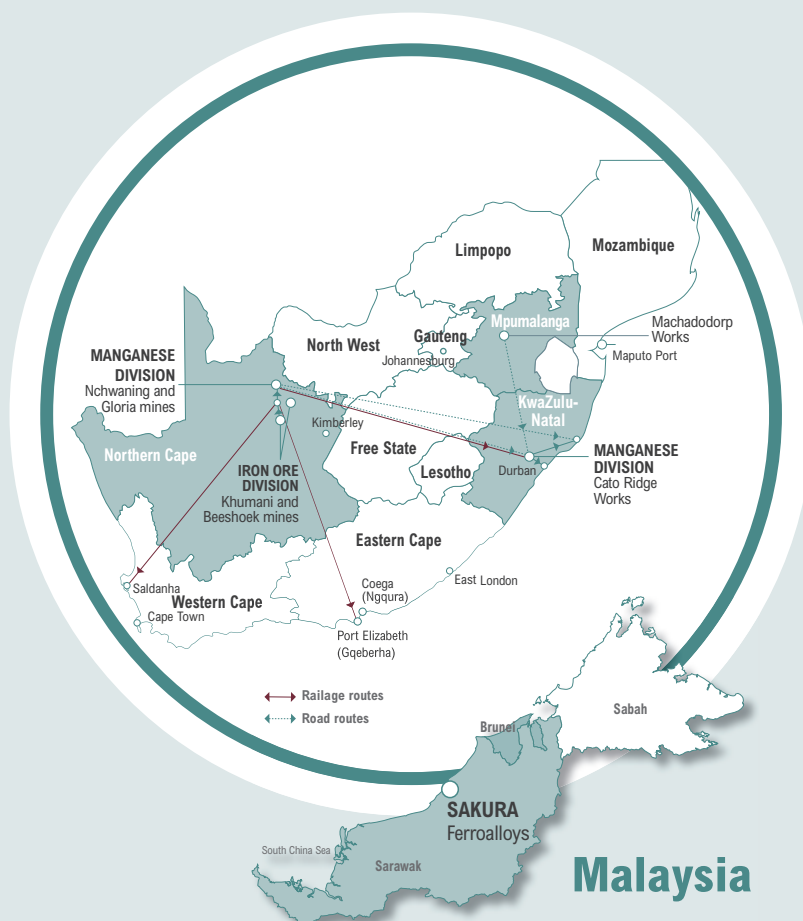 Limpopo
Mozambique
Mpumalanga
Machadodorp
Works
Maputo Port
North West
Gauteng
Johannesburg
MANGANESE
DIVISION
Nchwaning and
Gloria mines
KwaZulu-
Natal
Kimberley
Free State
Northern Cape
Lesotho
Durban
MANGANESE
DIVISION
Cato Ridge
Works
IRON ORE
DIVISION
Khumani and
Beeshoek mines
Eastern Cape
East London
Coega
(Ngqura)
Saldanha
Western Cape
Cape Town
Port Elizabeth
(Gqeberha)
Railage routes
Road routes
Sabah
Brunei
SAKURA
Ferroalloys
South China Sea
Sarawak
Malaysia